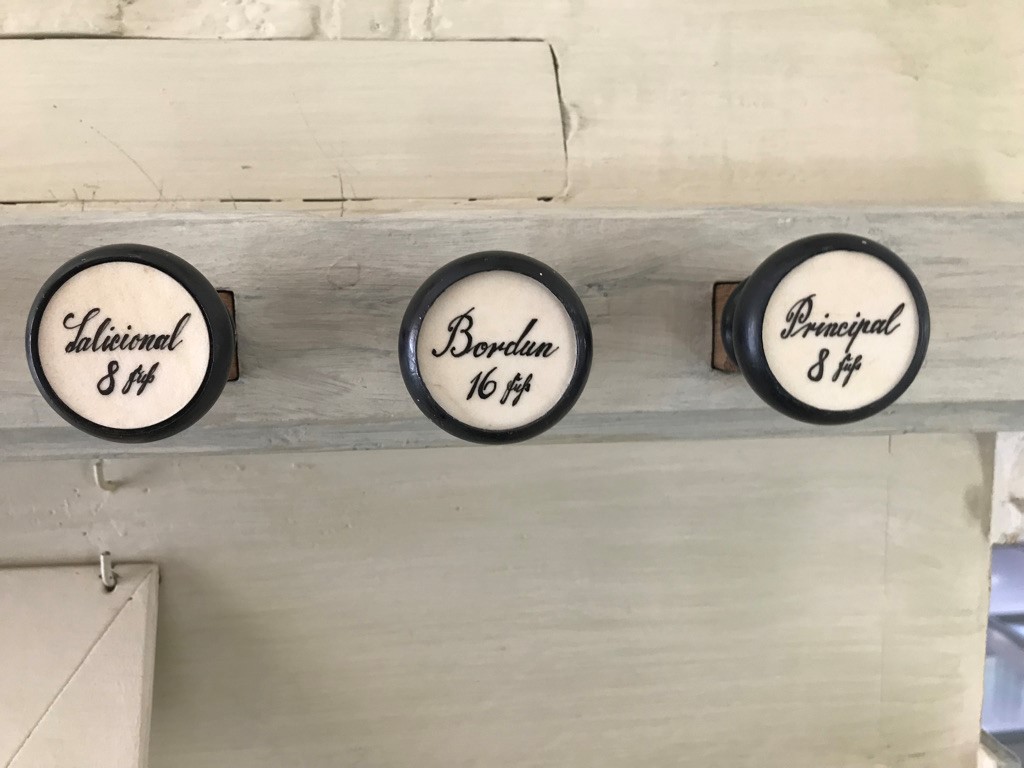 Salicional
8 fuß
Bordun
16 fuß
Principal
8 fuß